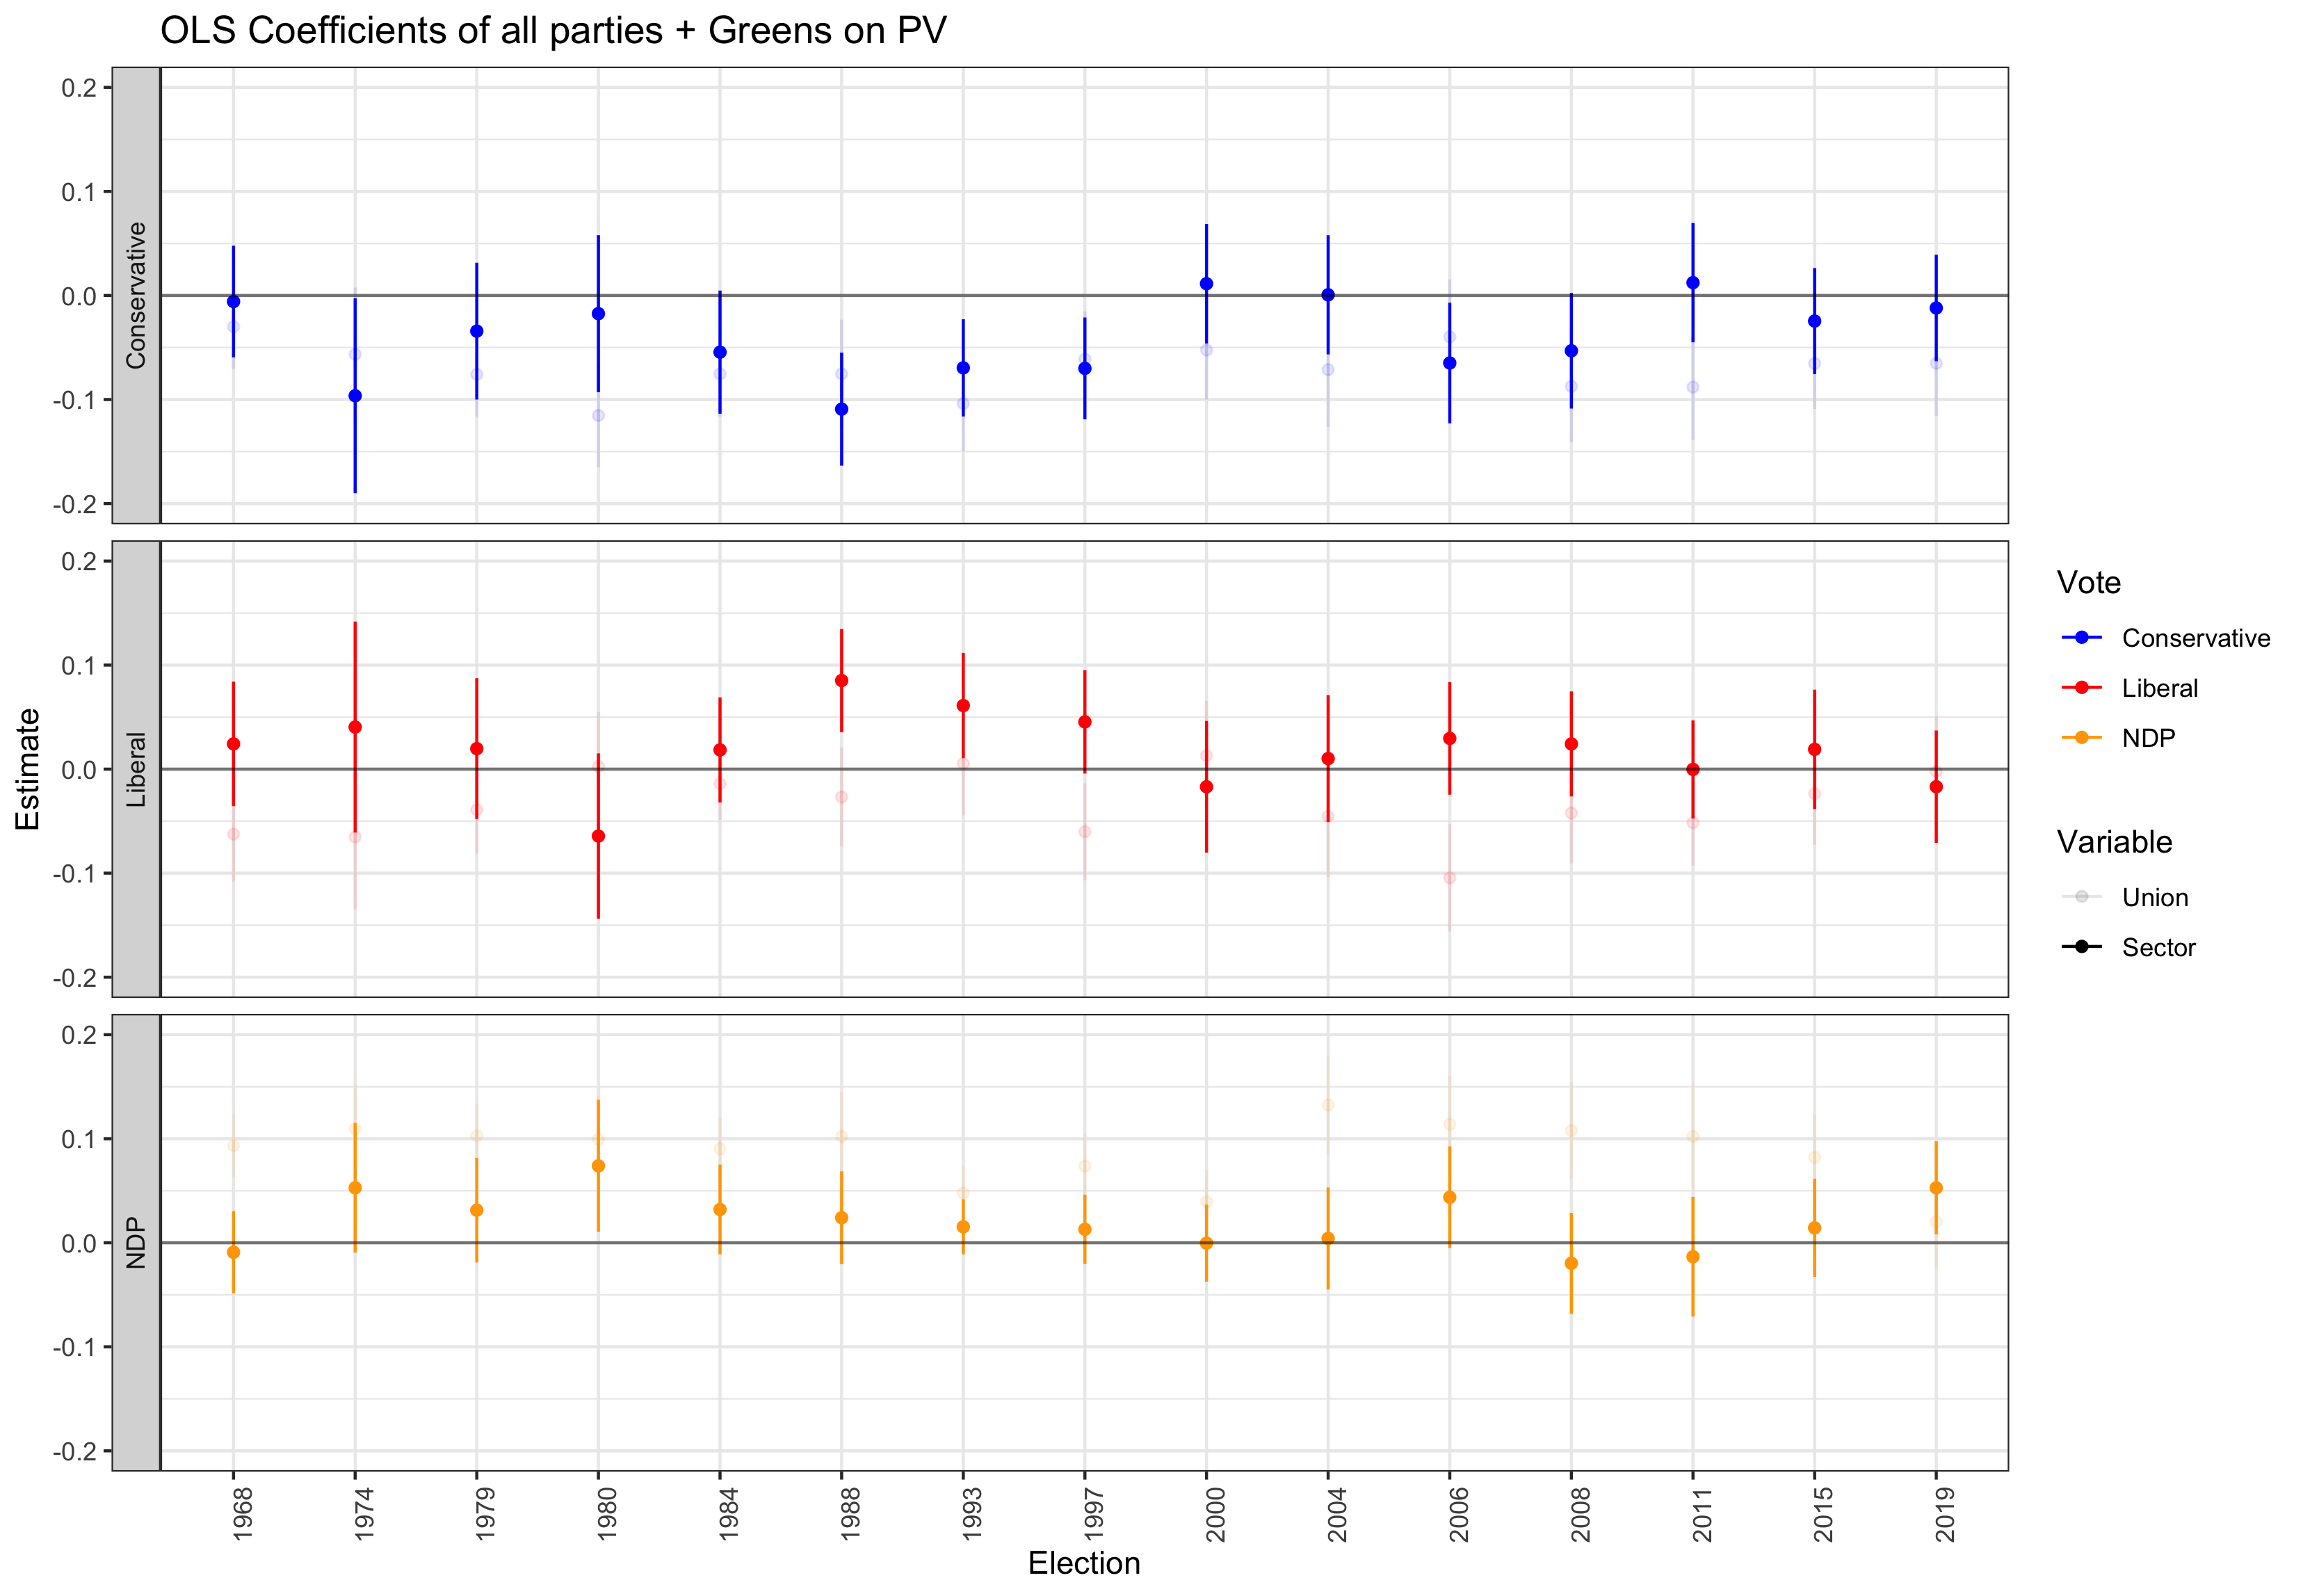 OLS Coefficients of all parties + Greens on PV
Estimate
Conservative
0.2
0.1
0.0
-0.1
-0.2
Liberal
0.2
0.1
0.0
-0.1
-0.2
NDP
0.2
0.1
0.0
-0.1
-0.2
1968 1974 1979 1980 1984 1988 1993 1997 2000 2004 2006 2008 2011 2015 2019
Election
Vote
Conservative
Liberal
NDP
Variable
Union
Sector